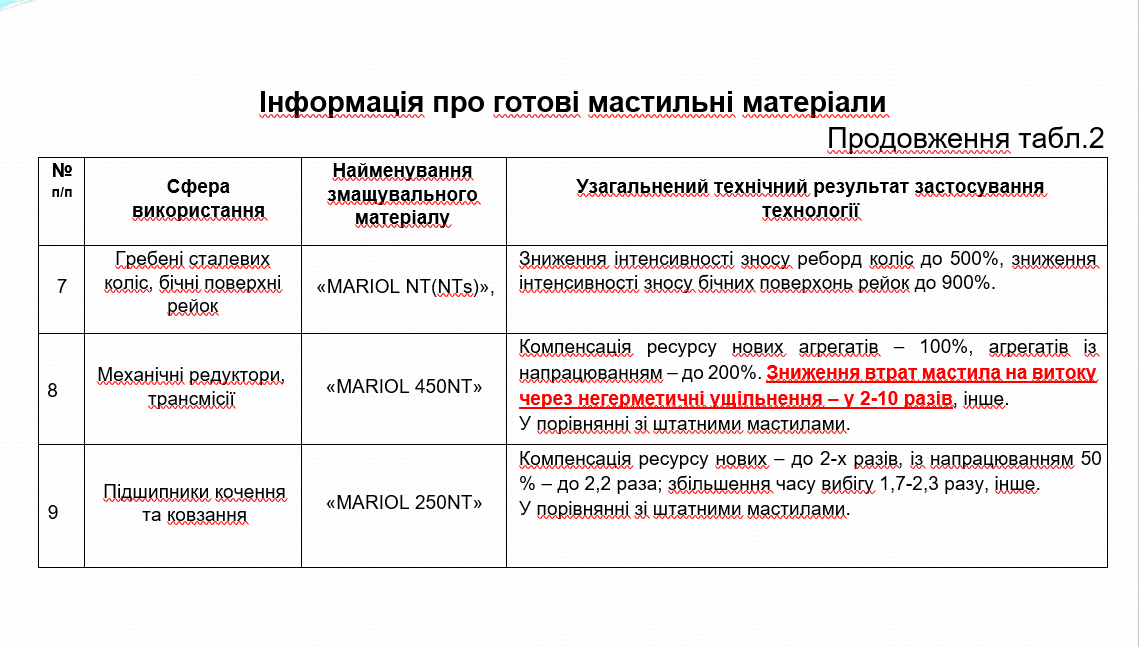 Інформація про готові мастильні матеріали
Продовження табл.2
№
п/п
Сфера
використання
Найменування
змащувального
матеріалу
Узагальнений технічний результат застосування
технології
7
Гребені сталевих
коліс, бічні поверхні
рейок
«MARIOL NT(NTs)»,
Зниження інтенсивності зносу реборд коліс до 500%, зниження
інтенсивності зносу бічних поверхонь рейок до 900%.
8
Механічні редуктори,
трансмісії
«MARIOL 450NT»
Компенсація ресурсу нових агрегатів – 100%, агрегатів із
напрацюванням – до 200%. Зниження втрат мастила на витоку
через негерметичні ущільнення – у 2-10 разів, інше.
У порівнянні зі штатними мастилами.
9
Підшипники кочення
та ковзання
«MARIOL 250NT»
Компенсація ресурсу нових – до 2-х разів, із напрацюванням 50
% – до 2,2 раза; збільшення часу вибігу 1,7-2,3 разу, інше.
У порівнянні зі штатними мастилами.